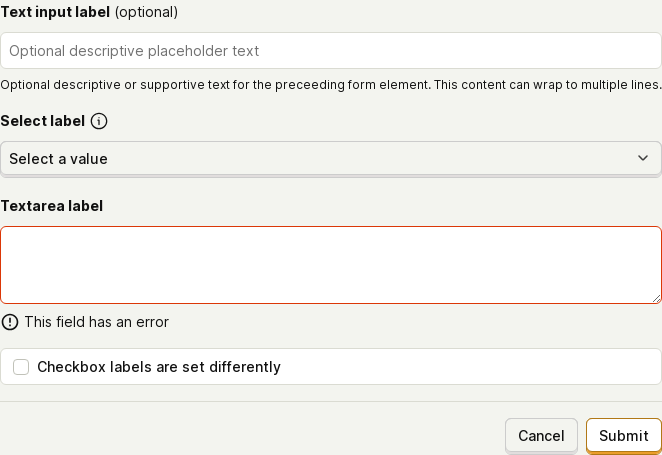 Text input label (optional)
Optional descriptive placeholder text
Optional descriptive or supportive text for the preceeding form element. This content can wrap to multiple lines.
Select label
Select a value
Textarea label
This field has an error
Checkbox labels are set differently
Cancel
Submit